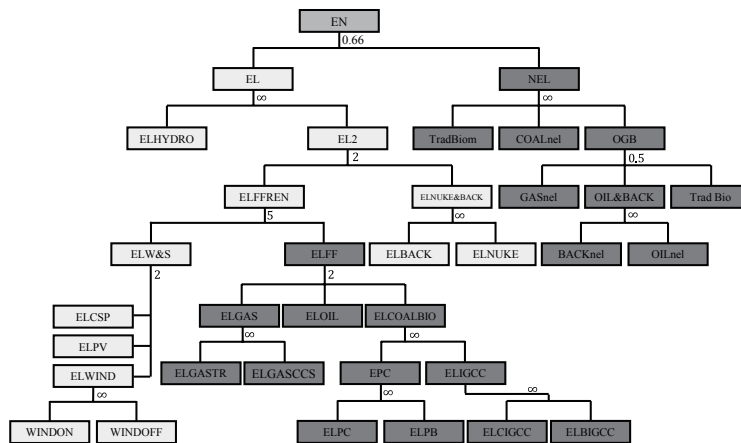 EN
0.66
EL
NEL
∞
∞
ELHYDRO
EL2
TradBiom
COALnel
OGB
2
0.5
ELFFREN
ELNUKE&BACK
GASnel
OIL&BACK
Trad Bio
5
∞
∞
ELW&S
ELFF
ELBACK
ELNUKE
BACKnel
OILnel
2
2
ELCSP
ELGAS
ELOIL
ELCOALBIO
∞
∞
ELPV
ELWIND
ELGASTR
ELGASCCS
EPC
ELIGCC
∞
∞
∞
WINDON
WINDOFF
ELPC
ELPB
ELCIGCC
ELBIGCC